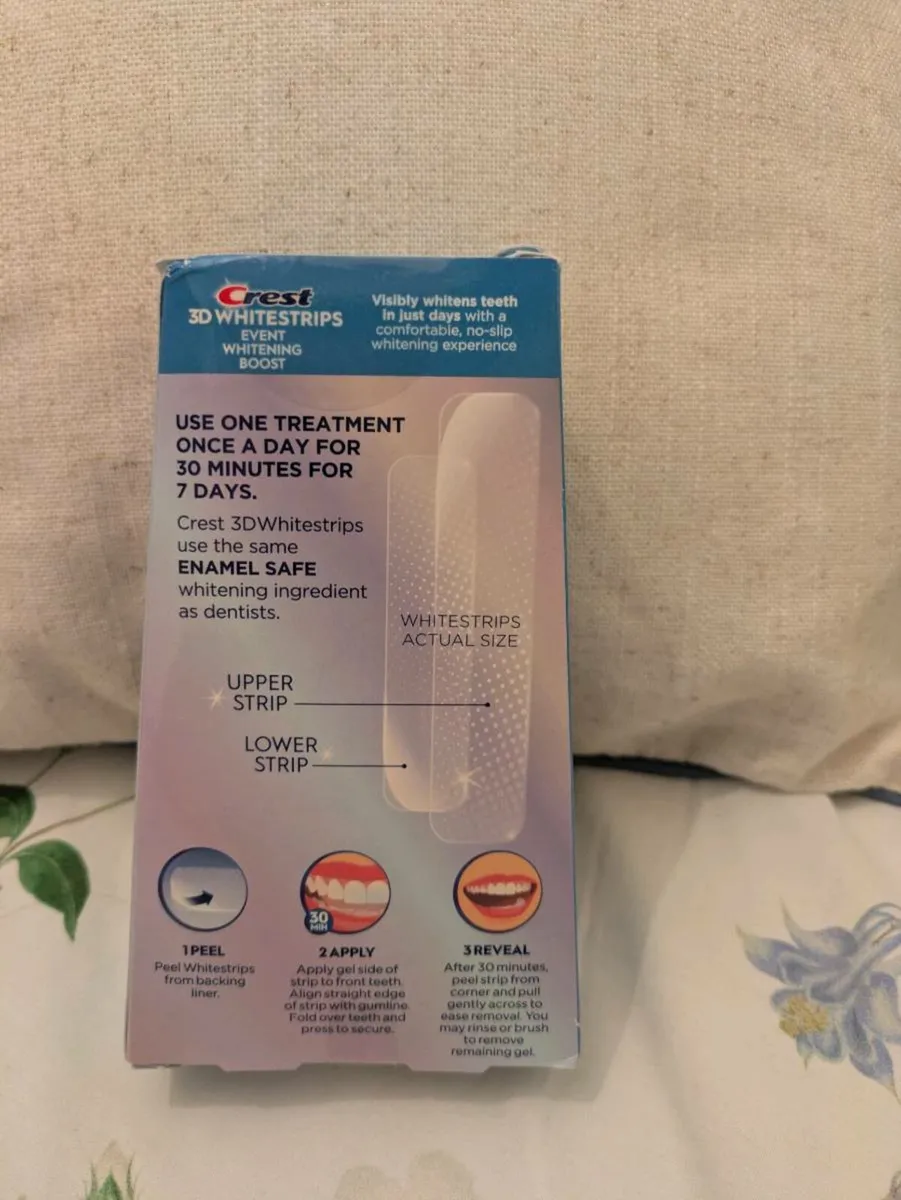 Crest
3D WHITESTRIPS
EVENT
WHITENING
BOOST
Visibly whitens teeth
in just days with a
comfortable, no-slip
whitening experience
USE ONE TREATMENT
ONCE A DAY FOR
30 MINUTES FOR
7 DAYS.
Crest 3DWhitestrips
use the same
ENAMEL SAFE
whitening ingredient
as dentists.
WHITESTRIPS
ACTUAL SIZE
UPPER
STRIP
LOWER
STRIP
1 PEEL
Peel Whitestrips
from backing
liner.
30
MIN
2 APPLY
Apply gel side of
strip to front teeth.
Align straight edge
of strip with gumline.
Fold over teeth and
press to secure.
3 REVEAL
After 30 minutes,
peel strip from
corner and pull
gently across to
ease removal. You
may rinse or brush
to remove
remaining gel.